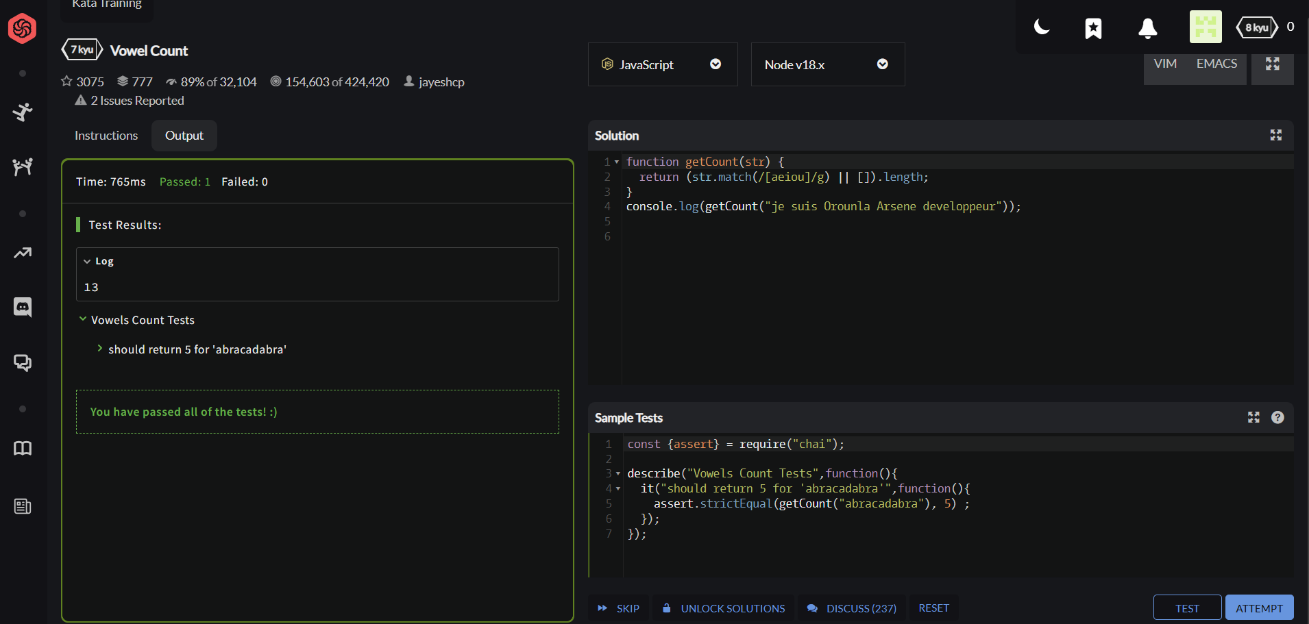 Kata Training
7 kyu Vowel Count
3075 777 89% of 32,104 154,603 of 424,420 jayeshcp
2 Issues Reported
Instructions Output
Time: 765ms Passed: 1 Failed: 0
Test Results:
Log
13
Vowels Count Tests
should return 5 for 'abracadabra'
You have passed all of the tests! :)
8 kyu 0
JavaScript Node v18.x VIM EMACS
Solution
1 function getCount(str) {
2 return (str.match(/[aeiou]/g) || []).length;
3 }
4 console.log(getCount("je suis Orounla Arsene developpeur"));
5
6
Sample Tests
1 const {assert} = require("chai");
2
3 describe("Vowels Count Tests",function(){
4 it("should return 5 for 'abracadabra'",function(){
5 assert.strictEqual(getCount("abracadabra"), 5) ;
6 });
7 });
SKIP UNLOCK SOLUTIONS DISCUSS (237) RESET TEST ATTEMPT